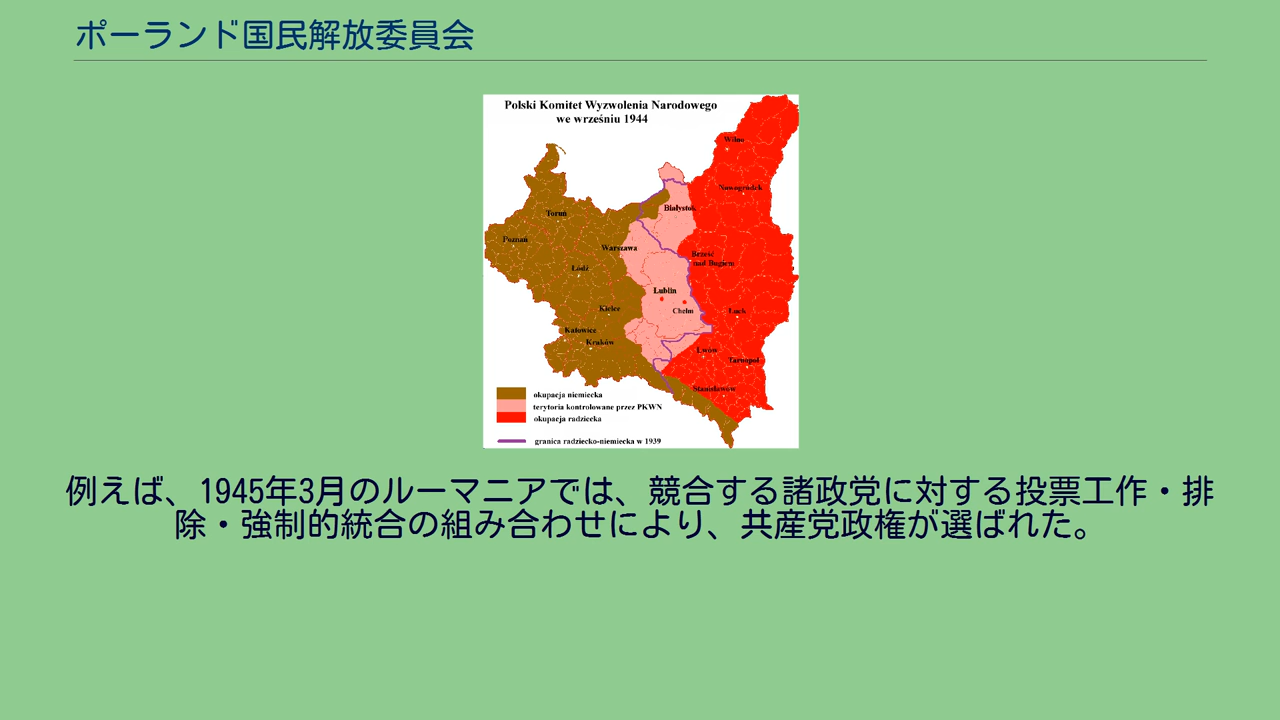 ポーランド国民解放委員会
Polski Komitet Wyzwolenia Narodowego
we wrześniu 1944
Wilno
Nowogródek
Białystok
Toruń
Poznań
Warszawa
Brześć
nad Bugiem
Łódź
Lublin
Chełm
Kielce
Łuck
Katowice
Kraków
Lwów
Tarnopol
Stanisławów
okupacja niemiecka
terytoria kontrolowane przez PKWN
okupacja radziecka
granica radziecko-niemiecka w 1939
例えば、1945年3月のルーマニアでは、競合する諸政党に対する投票工作・排
除・強制的統合の組み合わせにより、共産党政権が選ばれた。